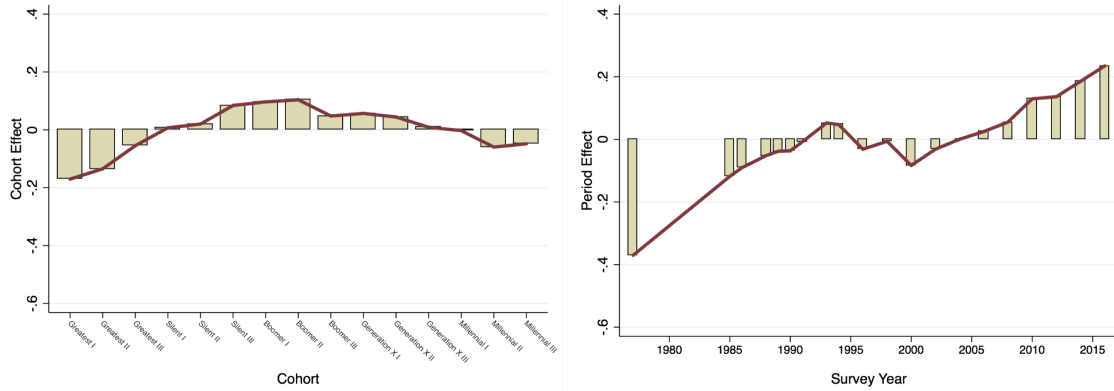 .4
.2
0
-.2
-.4
-.6
Cohort Effect
Greatest I
Greatest II
Greatest III
Silent I
Silent II
Silent III
Boomer I
Boomer II
Boomer III
Generation X I
Generation X II
Generation X III
Millennial I
Millennial II
Millennial III
Cohort
.4
.2
0
-.2
-.4
-.6
Period Effect
1980 1985 1990 1995 2000 2005 2010 2015
Survey Year